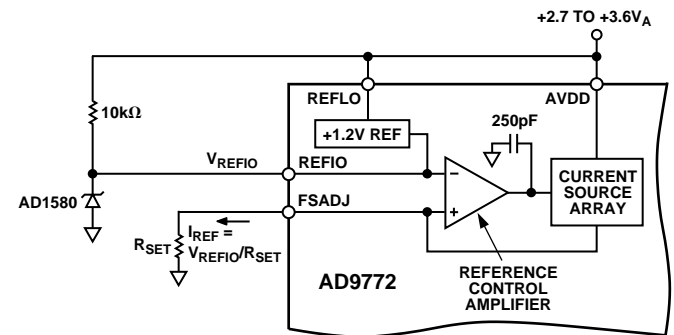 +2.7 TO +3.6VA
REFLO
AVDD
10kΩ
250pF
+1.2V REF
VREFIO
REFIO
CURRENT
SOURCE
ARRAY
AD1580
FSADJ
IREF =
VREFIO/RSET
RSET
AD9772
REFERENCE
CONTROL
AMPLIFIER